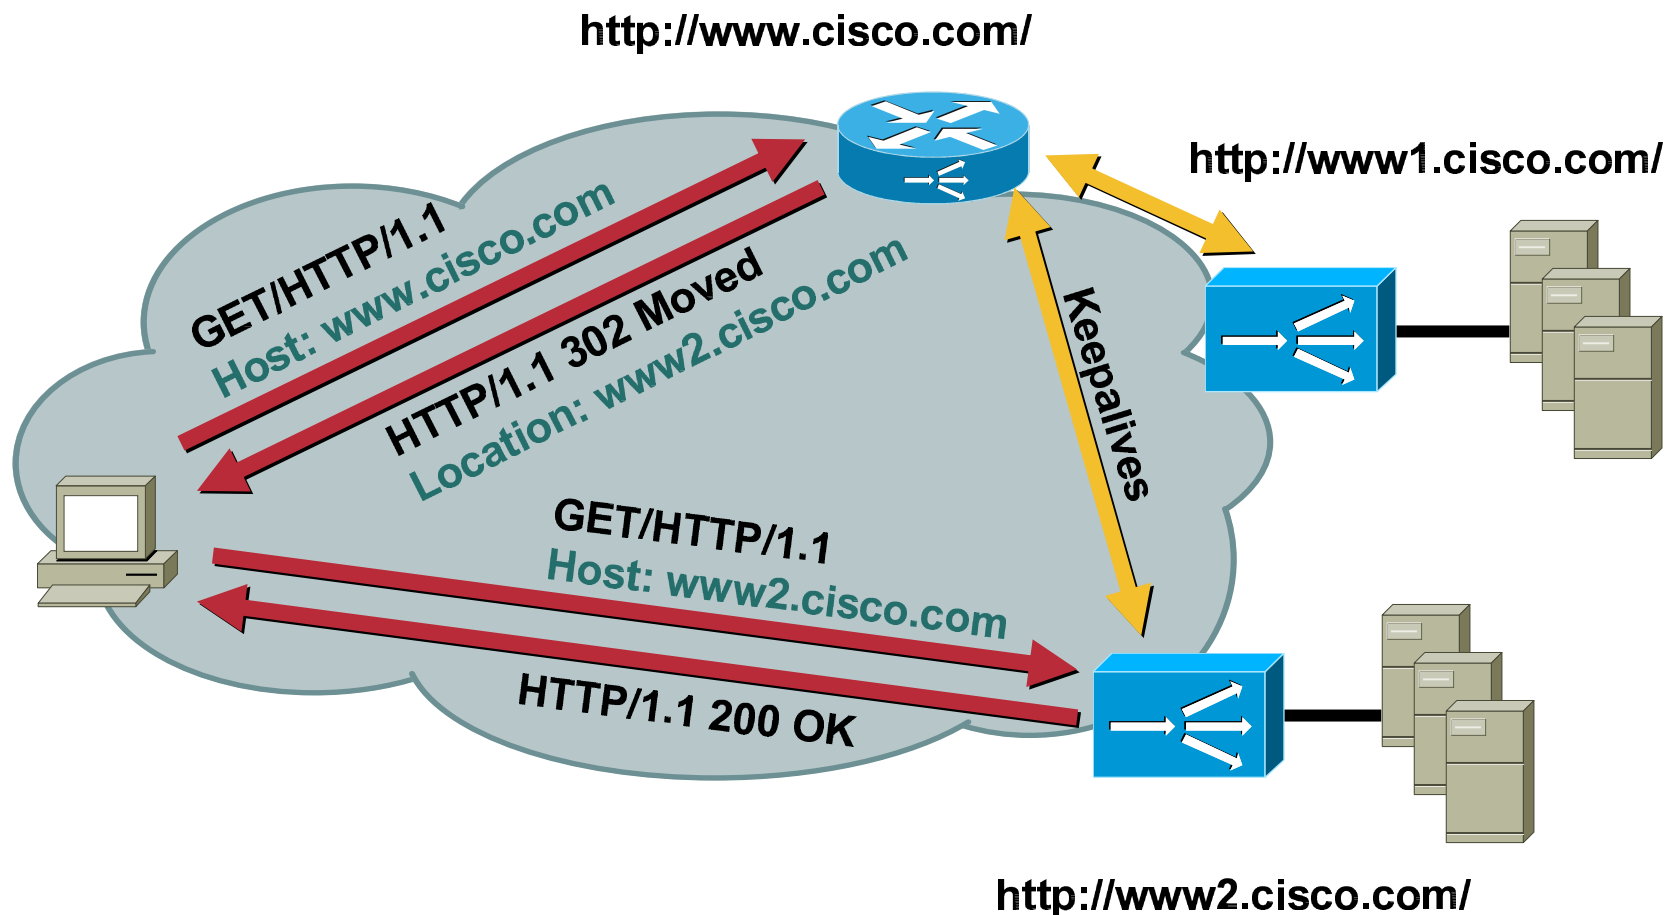 http://www.cisco.com/
http://www1.cisco.com/
GET/HTTP/1.1
Host: www.cisco.com
HTTP/1.1 302 Moved
Location: www2.cisco.com
Keepalives
GET/HTTP/1.1
Host: www2.cisco.com
HTTP/1.1 200 OK
http://www2.cisco.com/